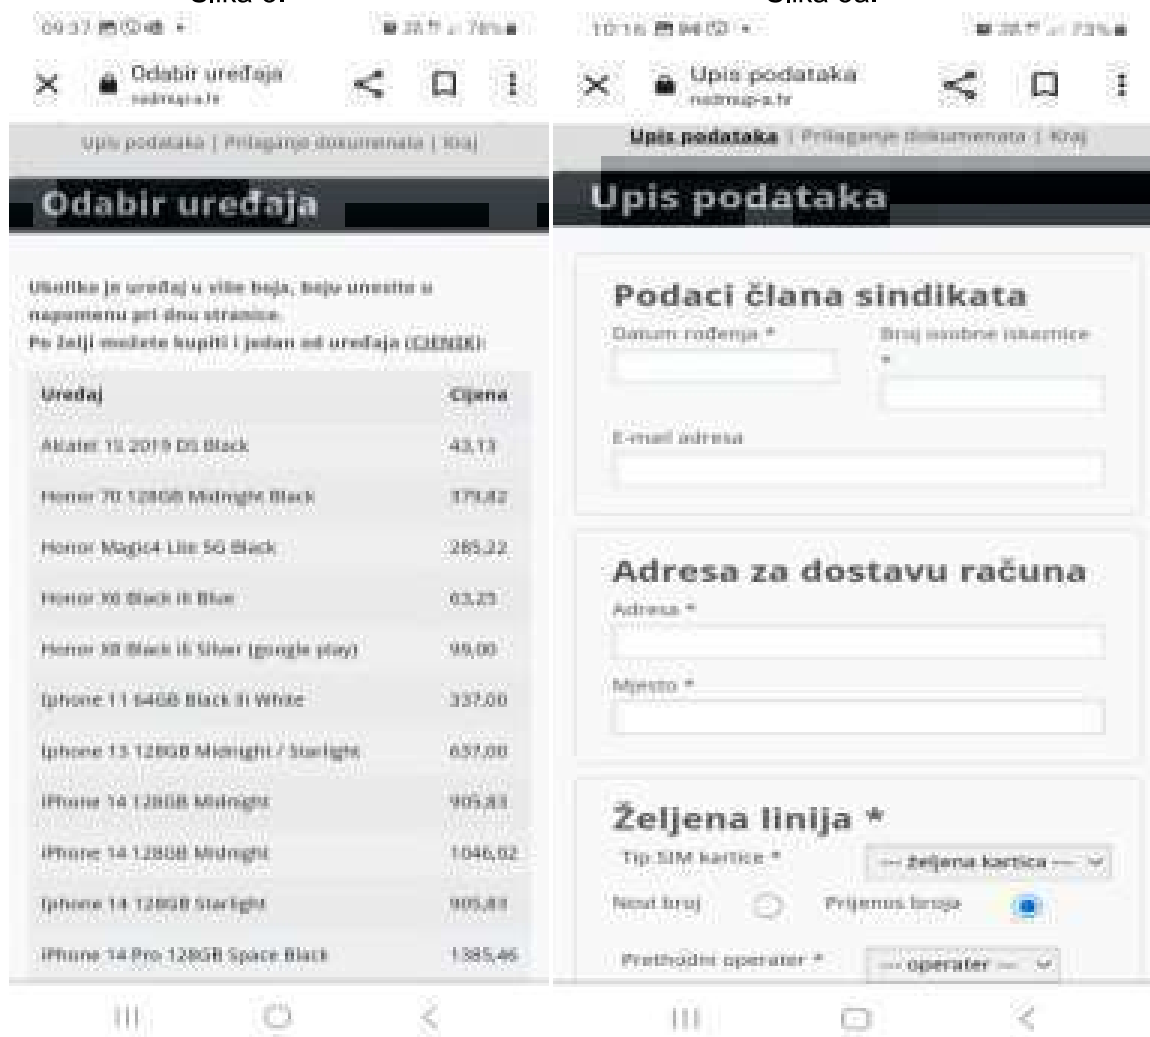 09:37
78%
Odabir uređaja
Upis podataka | Prilaganje dokumenata | Kraj
Odabir uređaja
Ukoliko je uređaj u više boja, boju unesite u
napomenu pri dnu stranice.
Po želji možete kupiti i jedan od uređaja (CJENIK):
Uređaj Cijena
Alcatel 1S 2019 DS Black 43,13
Honor 70 128GB Midnight Black 379,82
Honor Magic4 Lite 5G Black 285,22
Honor X6 Black ili Blue 63,25
Honor X8 Black ili Silver (google play) 99,00
Iphone 11 64GB Black ili White 337,00
Iphone 13 128GB Midnight / Starlight 637,00
iPhone 14 128GB Midnight 905,83
iPhone 14 128GB Midnight 1046,02
Iphone 14 128GB Starlight 905,83
iPhone 14 Pro 128GB Space Black 1385,46
10:16
73%
Upis podataka
Upis podataka | Prilaganje dokumenata | Kraj
Upis podataka
Podaci člana sindikata
Datum rođenja * Broj osobne iskaznice
*
E-mail adresa
Adresa za dostavu računa
Adresa *
Mjesto *
Željena linija *
Tip SIM kartice * --- željena kartica ---
Novi broj Prijenos broja
Prethodni operater * --- operater ---